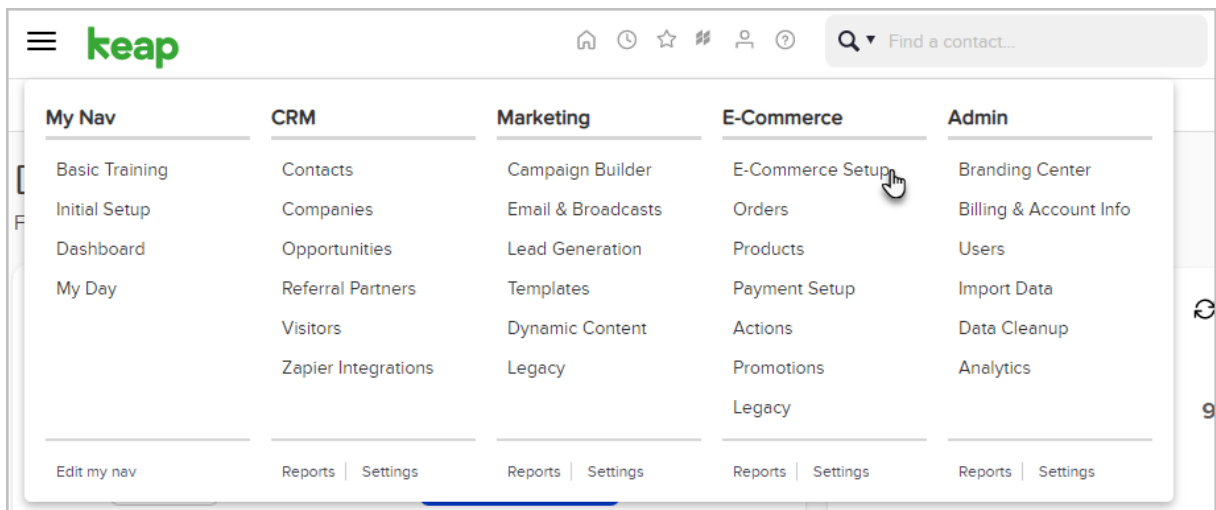 keap
Find a contact...
My Nav
Basic Training
Initial Setup
Dashboard
My Day
Edit my nav
CRM
Contacts
Companies
Opportunities
Referral Partners
Visitors
Zapier Integrations
Reports | Settings
Marketing
Campaign Builder
Email & Broadcasts
Lead Generation
Templates
Dynamic Content
Legacy
Reports | Settings
E-Commerce
E-Commerce Setup
Orders
Products
Payment Setup
Actions
Promotions
Legacy
Reports | Settings
Admin
Branding Center
Billing & Account Info
Users
Import Data
Data Cleanup
Analytics
Reports | Settings